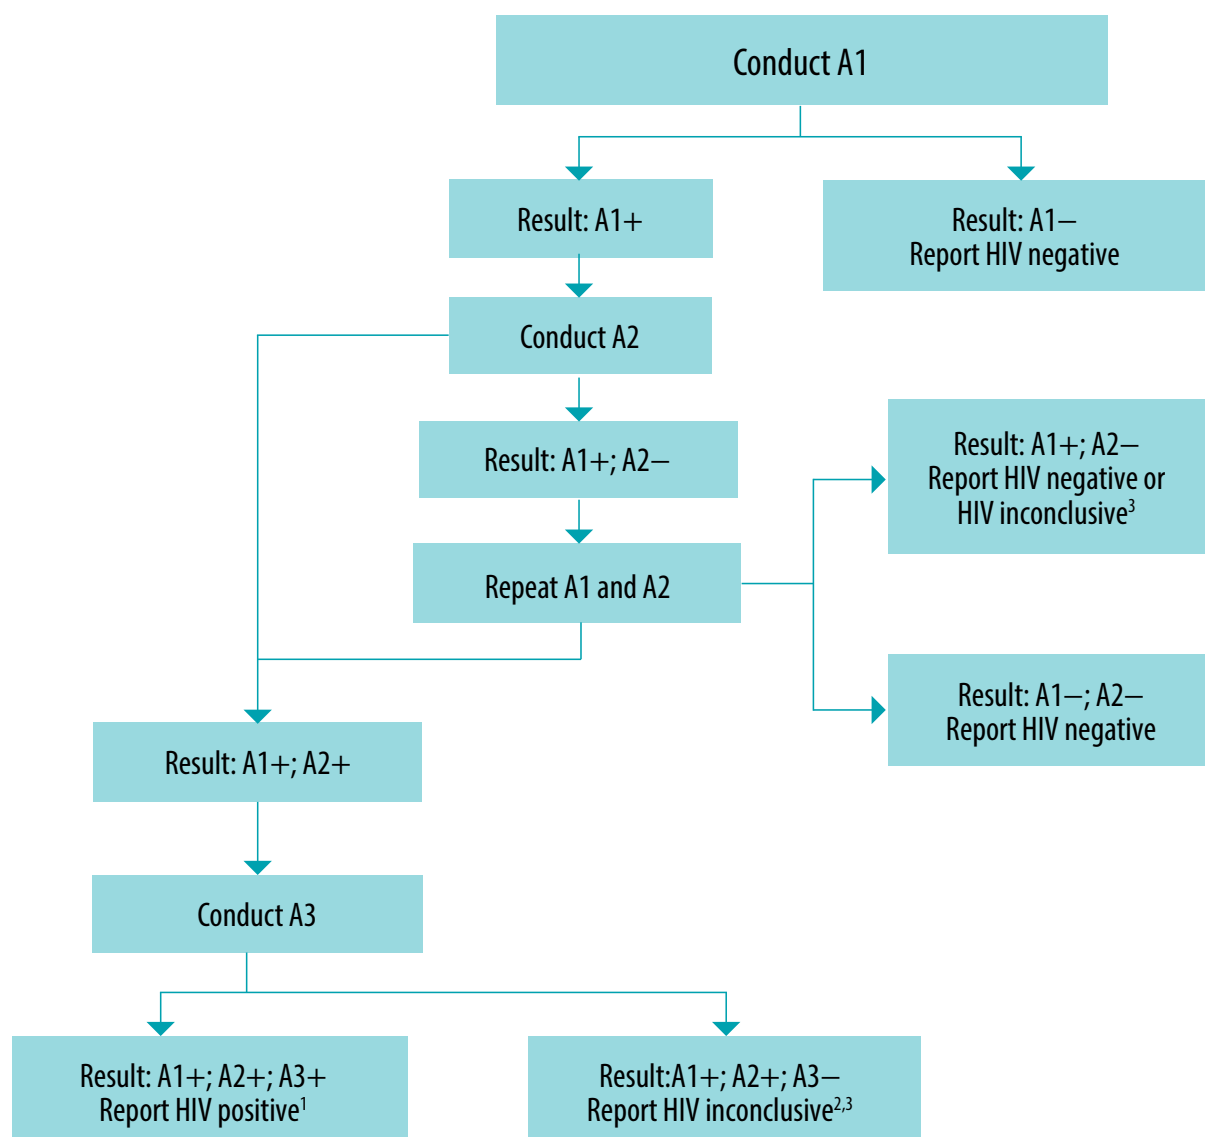 Conduct A1
Result: A1+
Result: A1—
Report HIV negative
Conduct A2
Result: A1+; A2—
Result: A1+; A2—
Report HIV negative or
HIV inconclusive3
Repeat A1 and A2
Result: A1—; A2—
Report HIV negative
Result: A1+; A2+
Conduct A3
Result: A1+; A2+; A3+
Report HIV positive1
Result:A1+; A2+; A3—
Report HIV inconclusive2,3